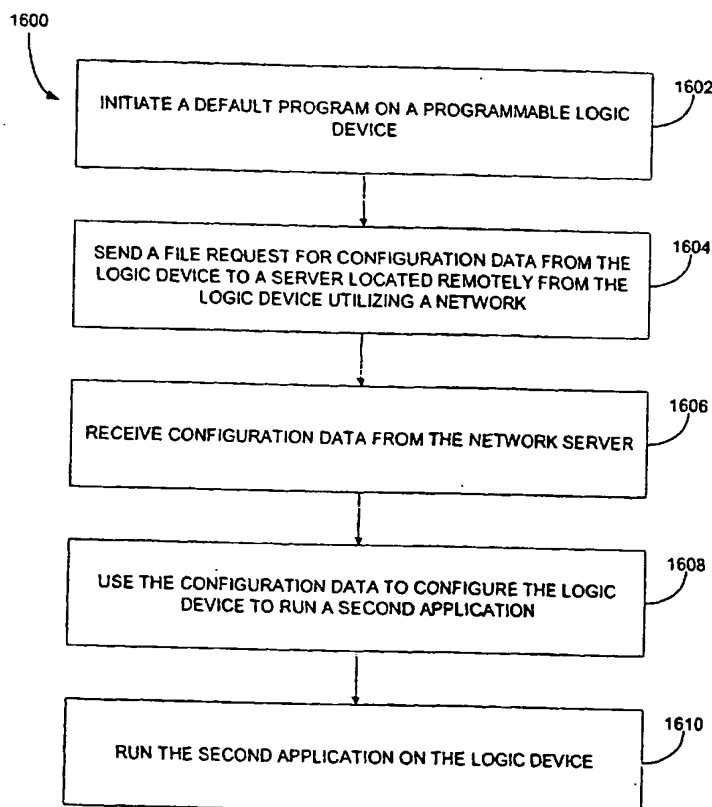 1600
INITIATE A DEFAULT PROGRAM ON A PROGRAMMABLE LOGIC
DEVICE
1602
SEND A FILE REQUEST FOR CONFIGURATION DATA FROM THE
LOGIC DEVICE TO A SERVER LOCATED REMOTELY FROM THE
LOGIC DEVICE UTILIZING A NETWORK
1604
RECEIVE CONFIGURATION DATA FROM THE NETWORK SERVER
1606
USE THE CONFIGURATION DATA TO CONFIGURE THE LOGIC
DEVICE TO RUN A SECOND APPLICATION
1608
RUN THE SECOND APPLICATION ON THE LOGIC DEVICE
1610